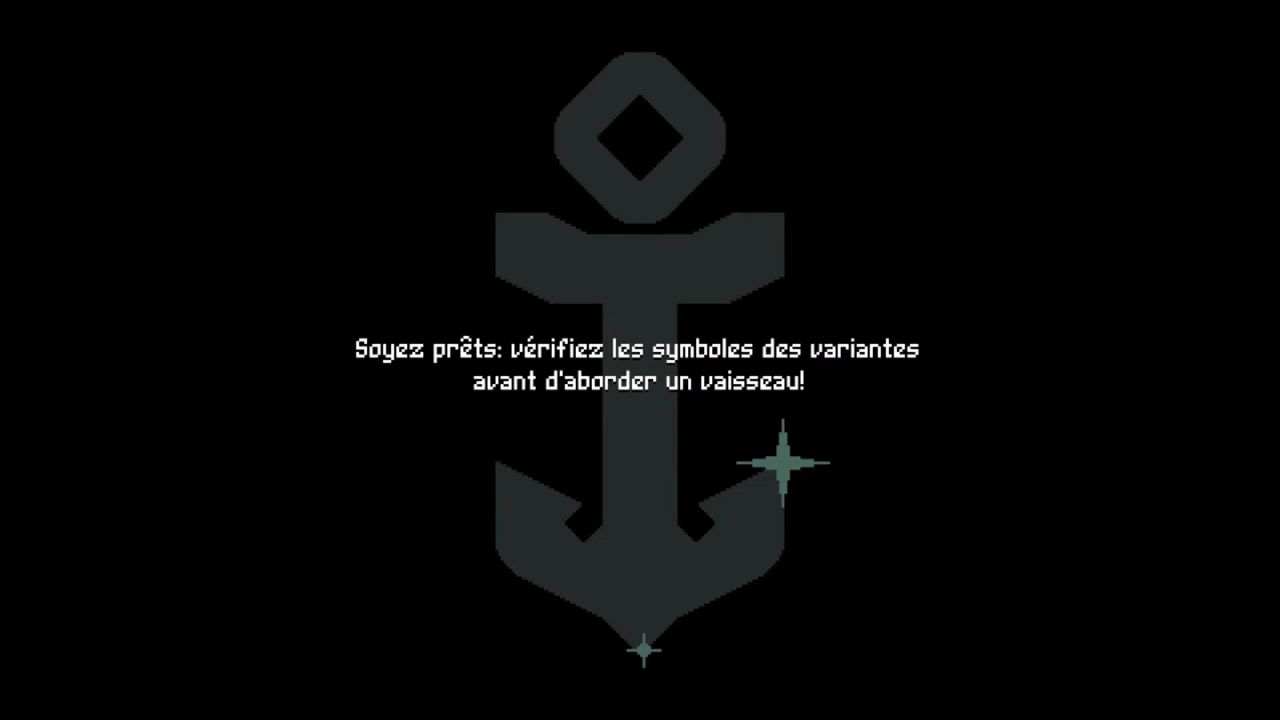 Soyez prêts: vérifiez les symboles des variantes
avant d'aborder un vaisseau!